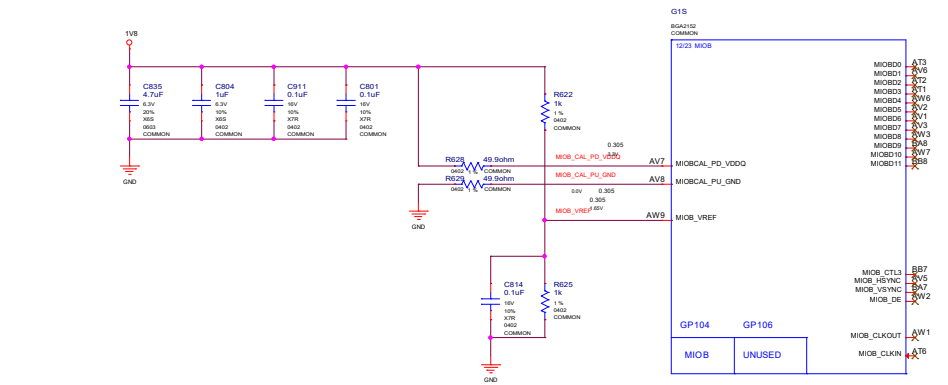 G1S
BGA2152
COMMON
12/23 MIOB
1V8
C835
4.7uF
6.3V
20%
X6S
0603
COMMON
C804
1uF
6.3V
10%
X6S
0402
COMMON
C911
0.1uF
16V
10%
X7R
0402
COMMON
C801
0.1uF
16V
10%
X7R
0402
COMMON
GND
R622
1k
1 %
0402
COMMON
R628
49.9ohm
0402
1 %
COMMON
R629
49.9ohm
0402
1 %
COMMON
GND
0.305
MIOB_CAL_PD_VDDQ
AV7
MIOBCAL_PD_VDDQ
MIOB_CAL_PU_GND
AV8
MIOBCAL_PU_GND
0.0V
0.305
0.305
MIOB_VREF
AW9
MIOB_VREF
C814
0.1uF
16V
10%
X7R
0402
COMMON
R625
1k
1 %
0402
COMMON
GND
MIOBD0 AT3
MIOBD1 AV6
MIOBD2 AT2
MIOBD3 AT1
MIOBD4 AW6
MIOBD5 AV2
MIOBD6 AV1
MIOBD7 AV3
MIOBD8 AW3
MIOBD9 BA8
MIOBD10 AW7
MIOBD11 BB8
MIOB_CTL3 BB7
MIOB_HSYNC AV5
MIOB_VSYNC BA7
MIOB_DE AW2
MIOB_CLKOUT AW1
MIOB_CLKIN AT6
GP104 GP106
MIOB UNUSED